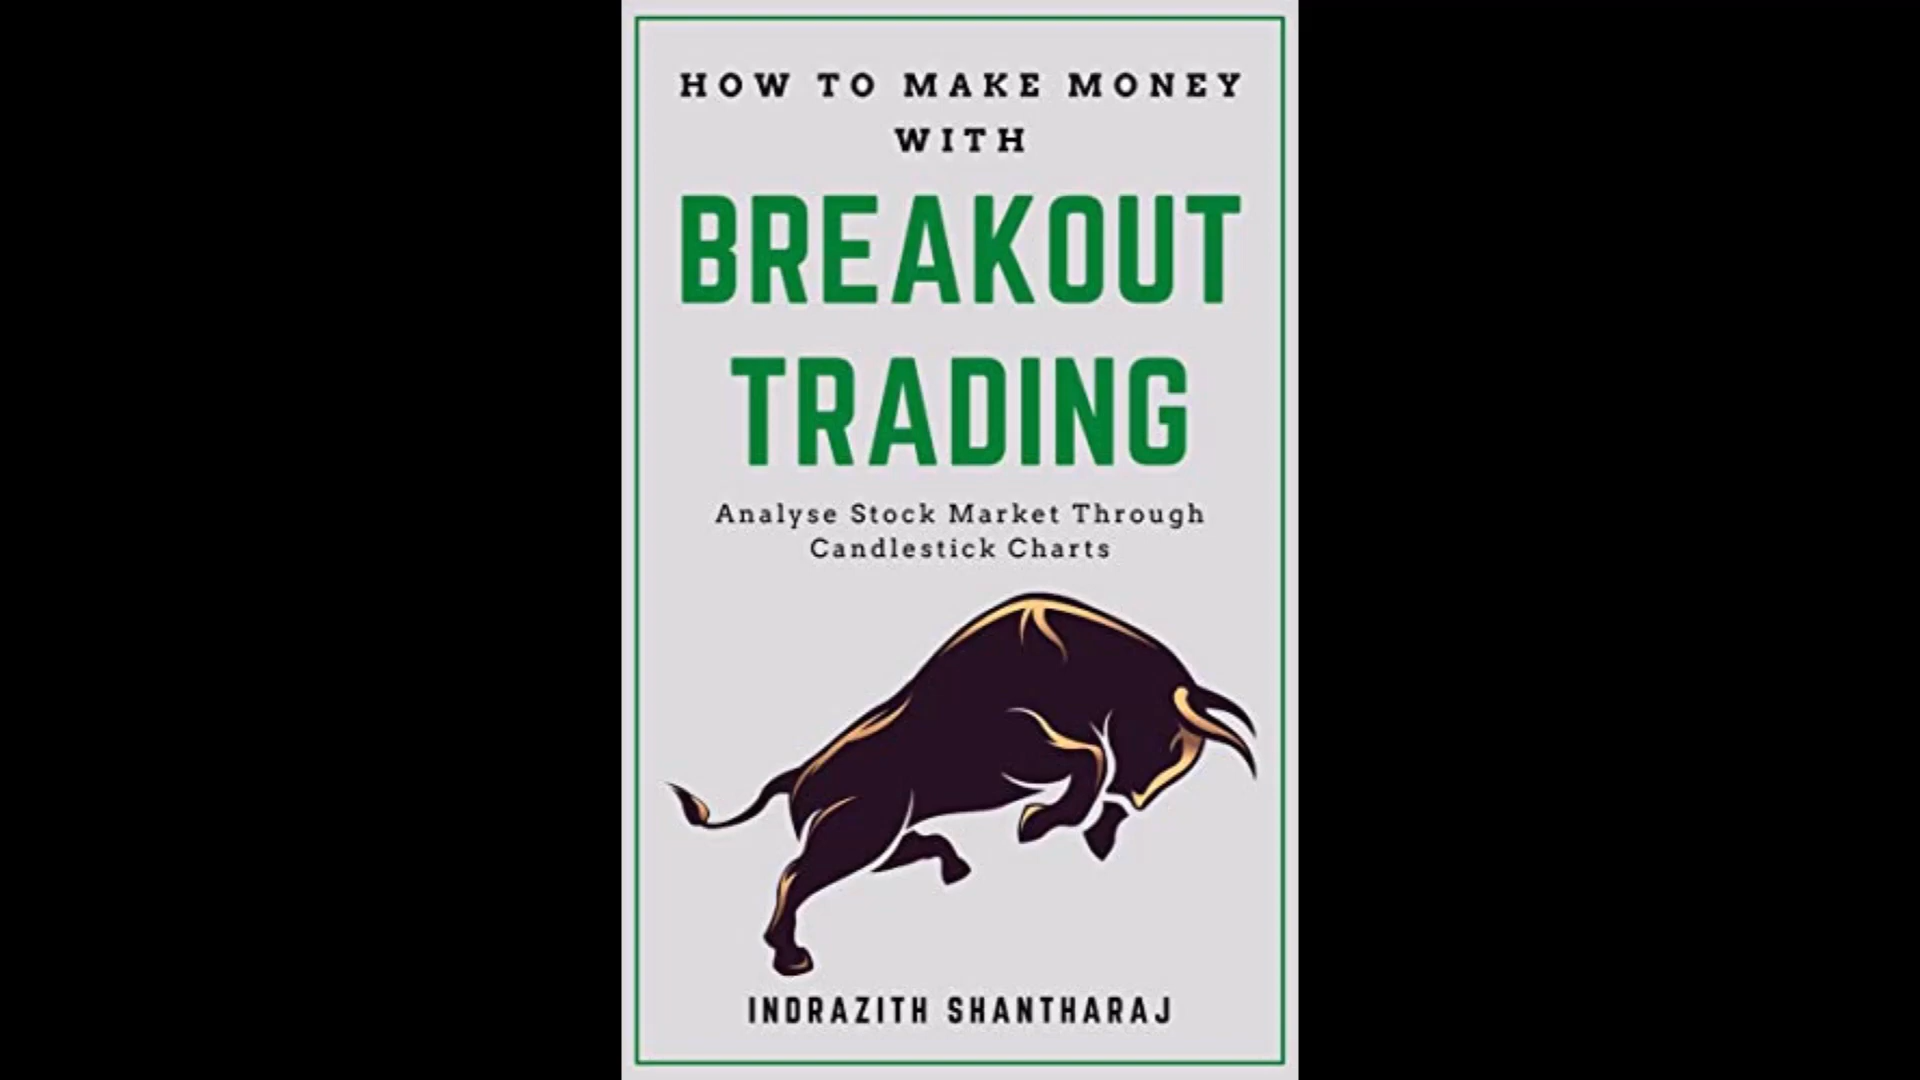 HOW TO MAKE MONEY
WITH
BREAKOUT
TRADING
Analyse Stock Market Through
Candlestick Charts
INDRAZITH SHANTHARAJ